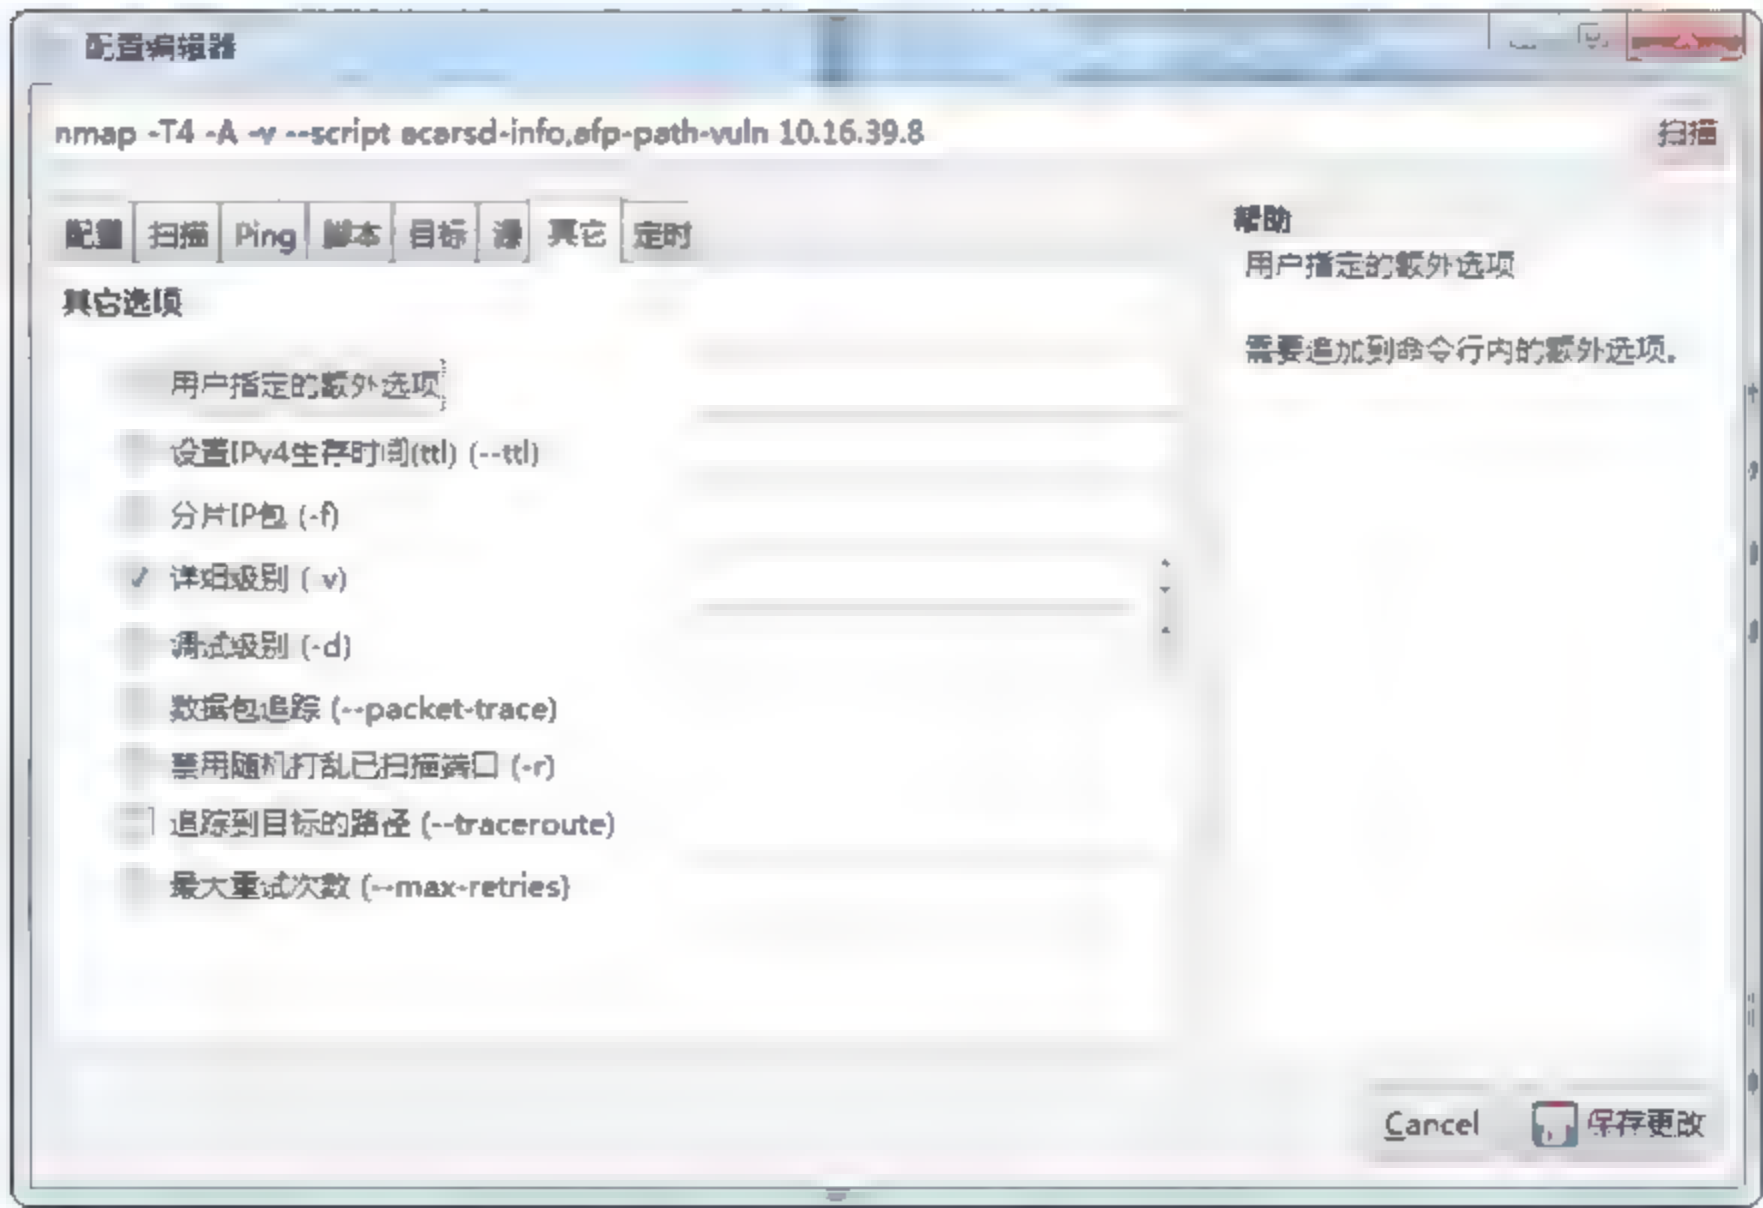 配置编辑器
nmap -T4 -A -v --script acarsd-info,afp-path-vuln 10.16.39.8
扫描
配置 扫描 Ping 脚本 目标 源 其它 定时
其它选项
用户指定的额外选项
设置IPv4生存时间(ttl) (--ttl)
分片IP包 (-f)
详细级别 (-v)
调试级别 (-d)
数据包追踪 (--packet-trace)
禁用随机打乱已扫描端口 (-r)
追踪到目标的路径 (--traceroute)
最大重试次数 (--max-retries)
帮助
用户指定的额外选项
需要追加到命令行内的额外选项。
Cancel
保存更改